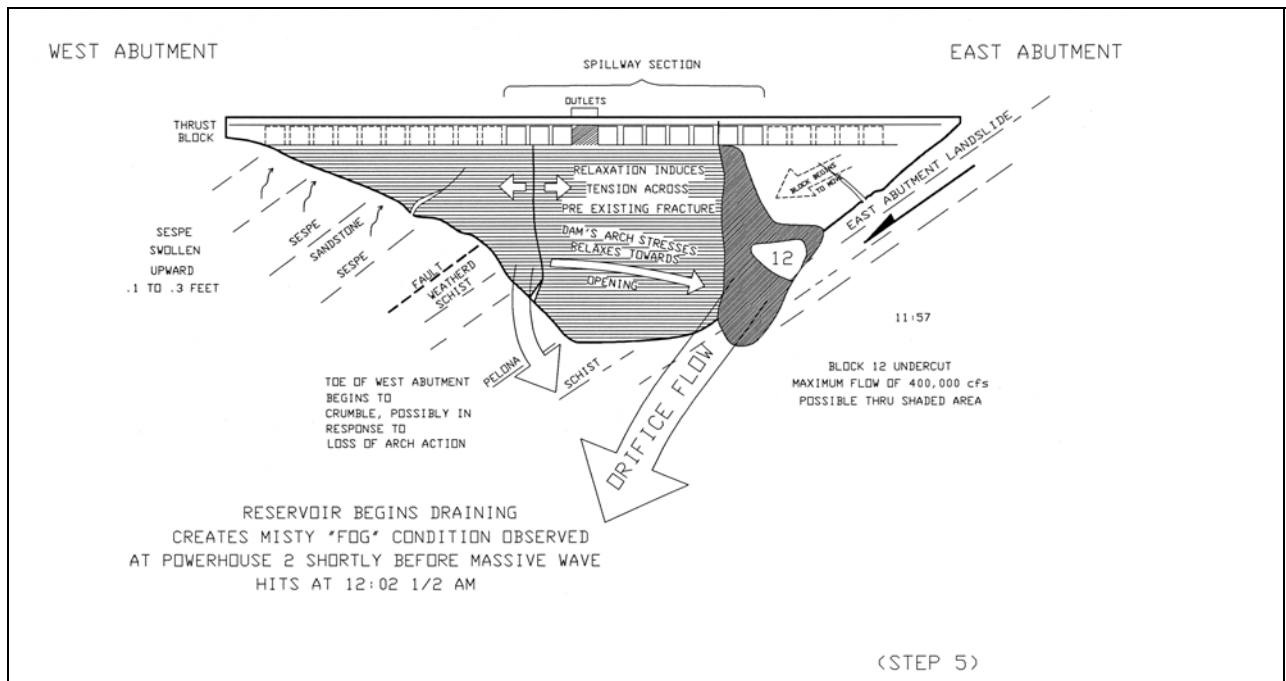 WEST ABUTMENT
EAST ABUTMENT
SPILLWAY SECTION
OUTLETS
THRUST
BLOCK
RELAXATION INDUCES
TENSION ACROSS
PRE EXISTING FRACTURE
BLOCK BEGINS
TO MOVE
EAST ABUTMENT LANDSLIDE
DAM'S ARCH STRESSES
RELAXES TOWARDS
OPENING
12
SESPE
SWOLLEN
UPWARD
.1 TO .3 FEET
SESPE
SANDSTONE
SESPE
FAULT
WEATHERD
SCHIST
PELONA
SCHIST
11:57
BLOCK 12 UNDERCUT
MAXIMUM FLOW OF 400,000 cfs
POSSIBLE THRU SHADED AREA
TOE OF WEST ABUTMENT
BEGINS TO
CRUMBLE, POSSIBLY IN
RESPONSE TO
LOSS OF ARCH ACTION
ORIFICE FLOW
RESERVOIR BEGINS DRAINING
CREATES MISTY "FOG" CONDITION OBSERVED
AT POWERHOUSE 2 SHORTLY BEFORE MASSIVE WAVE
HITS AT 12:02 1/2 AM
(STEP 5)